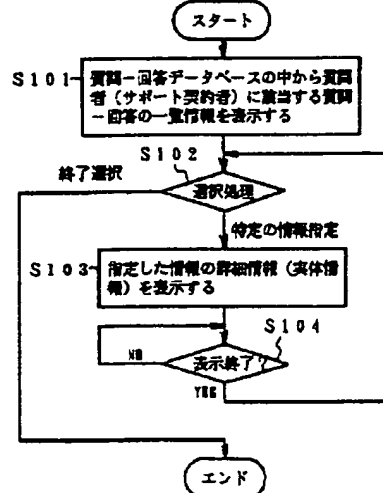 スタート
S101
質問－回答データベースの中から質問
者（サポート契約者）に該当する質問
－回答の一覧情報を表示する
S102
終了選択
選択処理
特定の情報指定
S103
指定した情報の詳細情報（実体情
報）を表示する
S104
NO
表示終了？
YES
エンド